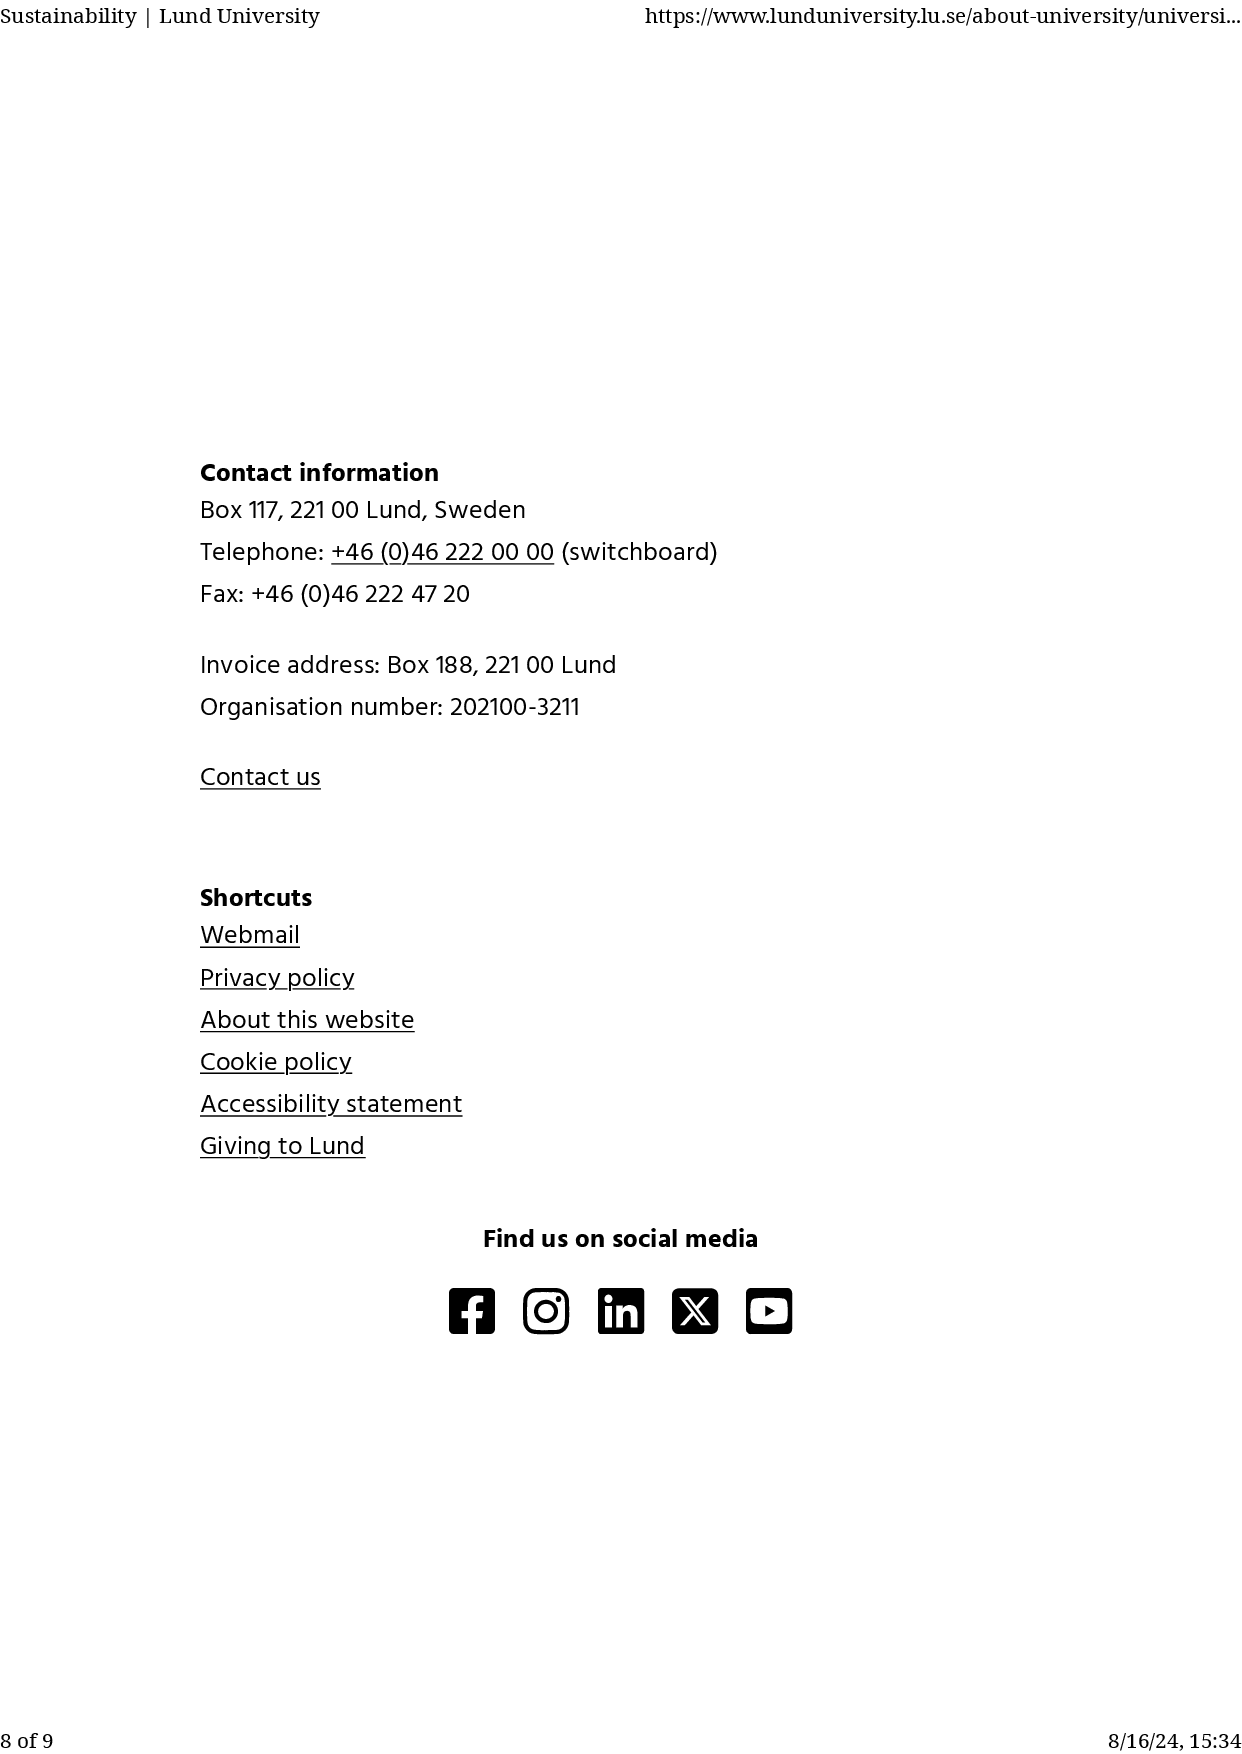 Sustainability | Lund University
https://www.lunduniversity.lu.se/about-university/universi...
Contact information
Box 117, 221 00 Lund, Sweden
Telephone: +46 (0)46 222 00 00 (switchboard)
Fax: +46 (0)46 222 47 20
Invoice address: Box 188, 221 00 Lund
Organisation number: 202100-3211
Contact us
Shortcuts
Webmail
Privacy policy
About this website
Cookie policy
Accessibility statement
Giving to Lund
Find us on social media
8 of 9
8/16/24, 15:34